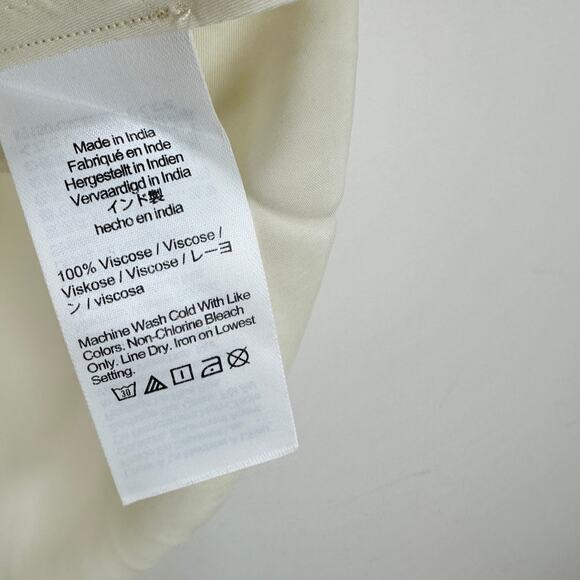 Made in India
Fabriqué en Inde
Hergestellt in Indien
Vervaardigd in India
インド製
hecho en india
100% Viscose / Viscose /
Viskose / Viscose / レーヨ
ン / viscosa
Machine Wash Cold With Like
Colors. Non-Chlorine Bleach
Only. Line Dry. Iron on Lowest
Setting.
30